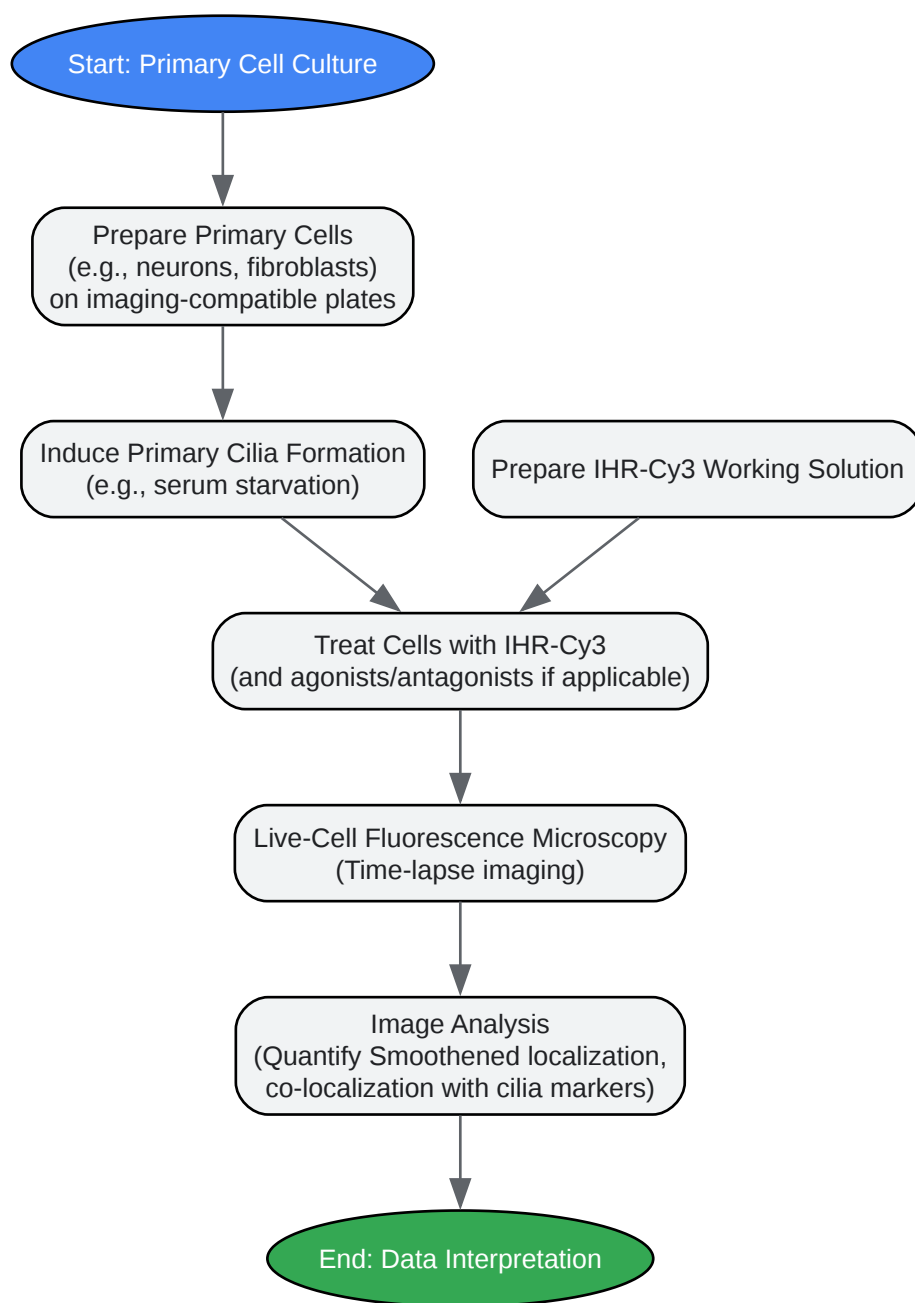 Start: Primary Cell Culture
Prepare Primary Cells
(e.g., neurons, fibroblasts)
on imaging-compatible plates
Induce Primary Cilia Formation
(e.g., serum starvation)
Prepare IHR-Cy3 Working Solution
Treat Cells with IHR-Cy3
(and agonists/antagonists if applicable)
Live-Cell Fluorescence Microscopy
(Time-lapse imaging)
Image Analysis
(Quantify Smoothened localization,
co-localization with cilia markers)
End: Data Interpretation